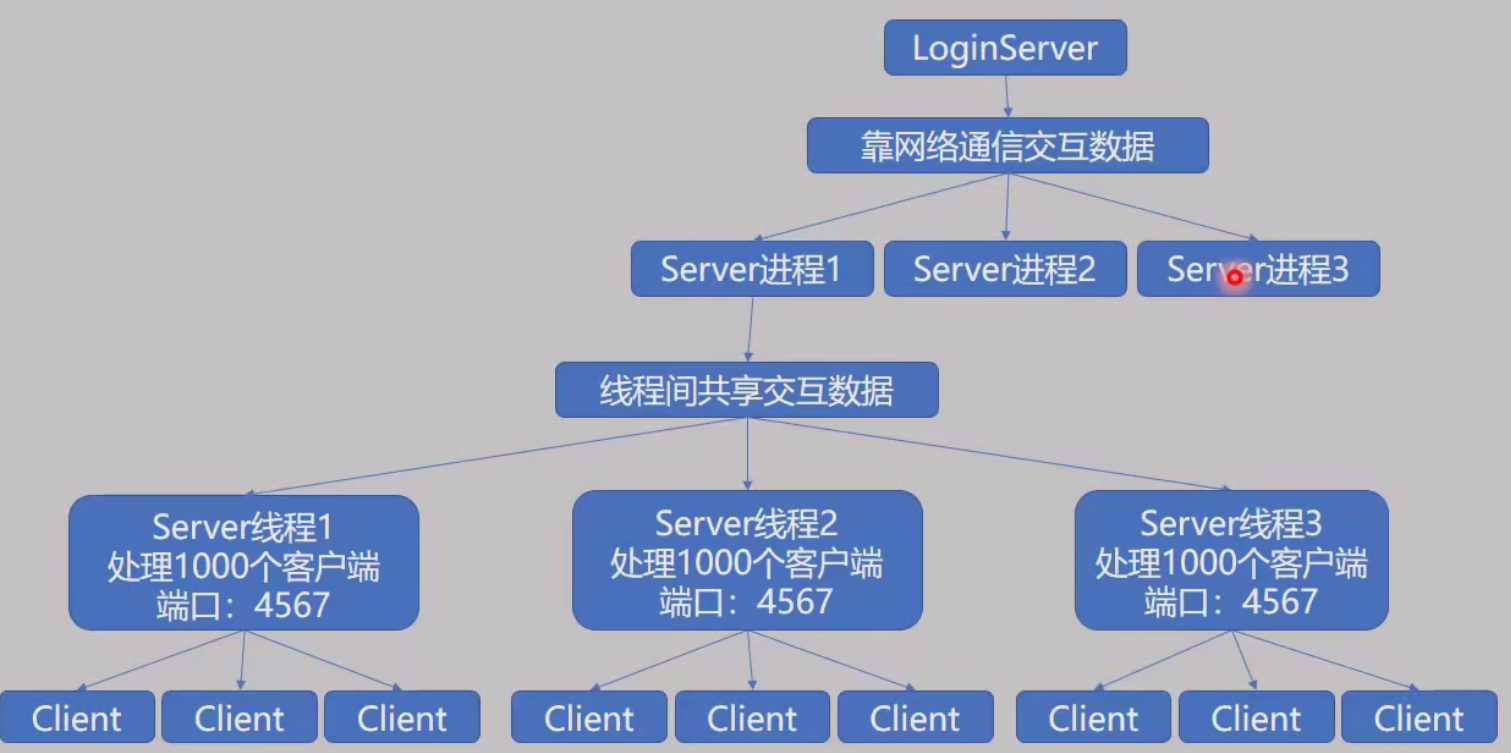 LoginServer
靠网络通信交互数据
Server进程1
Server进程2
Server进程3
线程间共享交互数据
Server线程1
处理1000个客户端
端口：4567
Server线程2
处理1000个客户端
端口：4567
Server线程3
处理1000个客户端
端口：4567
Client
Client
Client
Client
Client
Client
Client
Client
Client